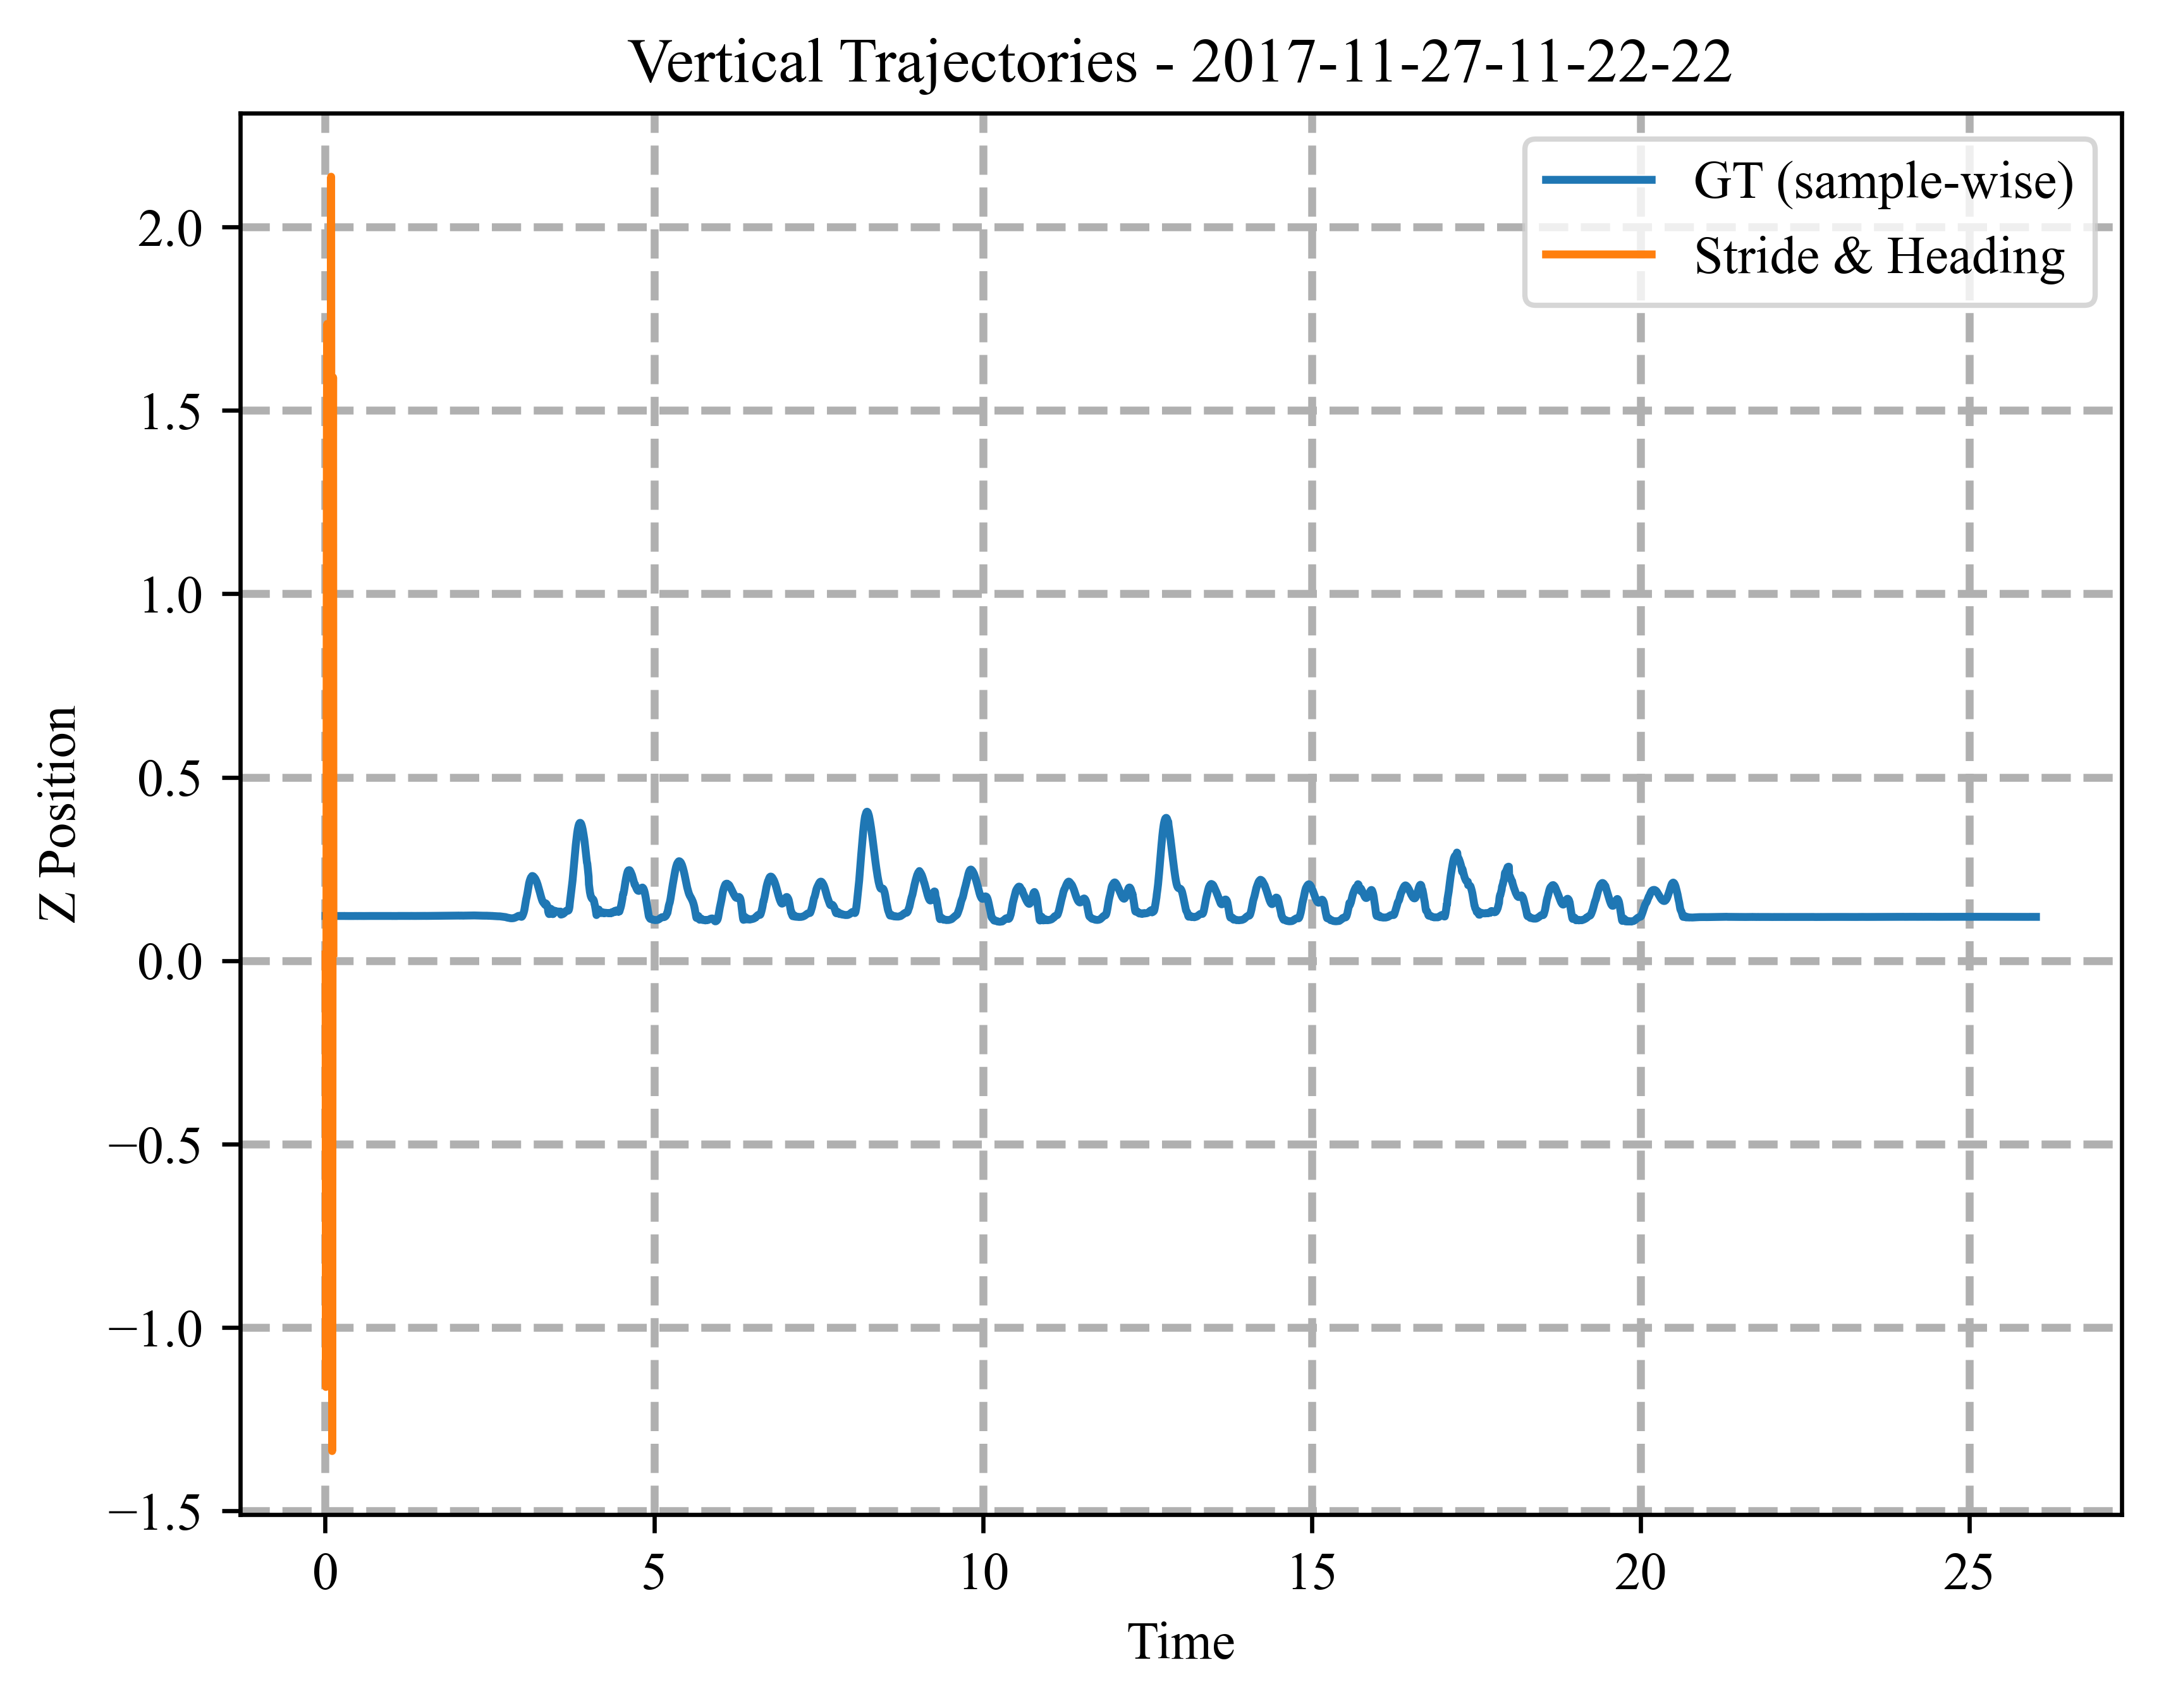 Vertical Trajectories - 2017-11-27-11-22-22
GT (sample-wise)
Stride & Heading
Z Position
2.0
1.5
1.0
0.5
0.0
−0.5
−1.0
−1.5
0 5 10 15 20 25
Time